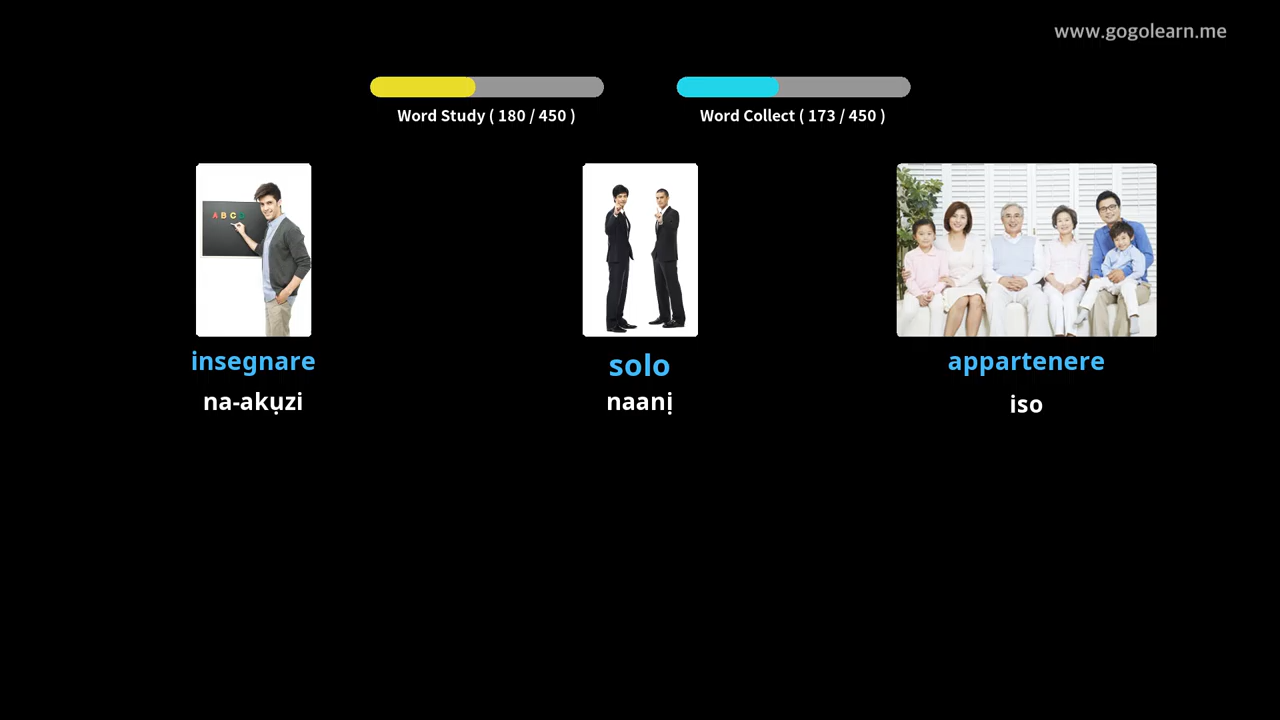 www.gogolearn.me
Word Study ( 180 / 450 )
Word Collect ( 173 / 450 )
A B C D
insegnare
solo
appartenere
na-akụzi
naanị
iso